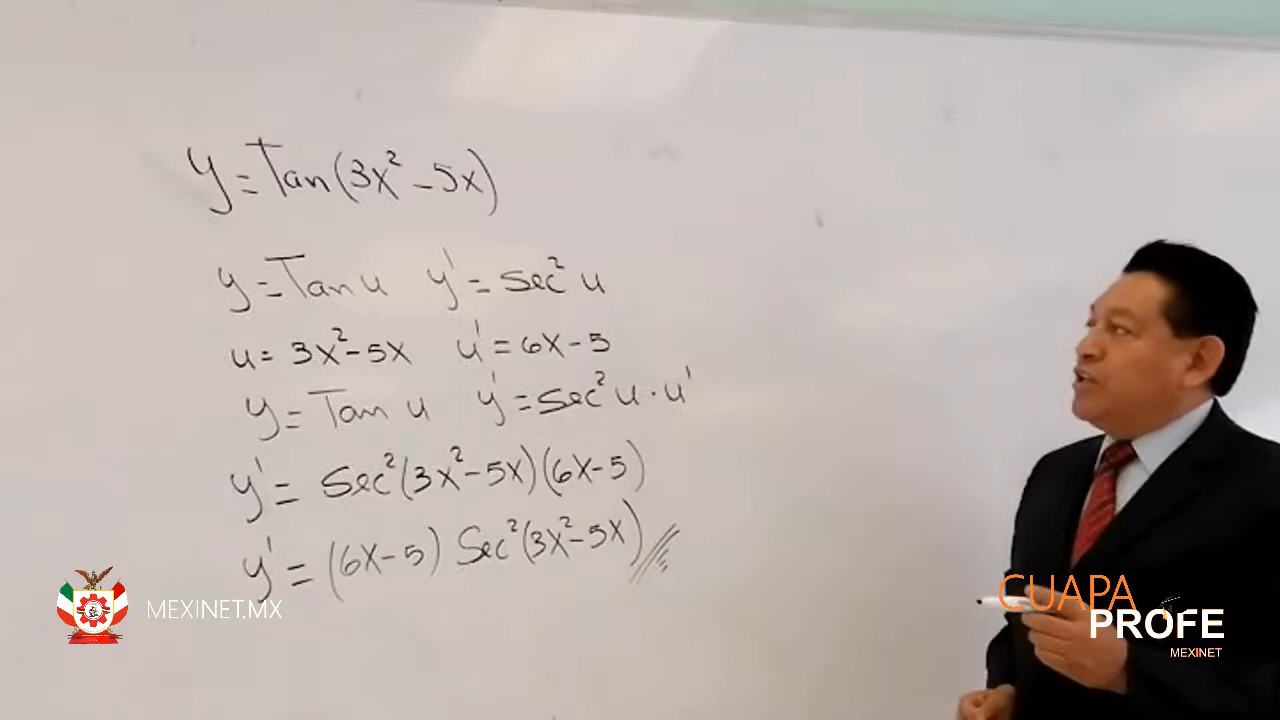 y = Tan(3x² - 5x)
y = Tan u   y' = sec² u
u = 3x² - 5x   u' = 6x - 5
y = Tan u   y' = sec² u · u'
y' = sec²(3x² - 5x)(6x - 5)
y' = (6x - 5) Sec²(3x² - 5x)
MEXINET.MX
CUAPA
PROFE
MEXINET